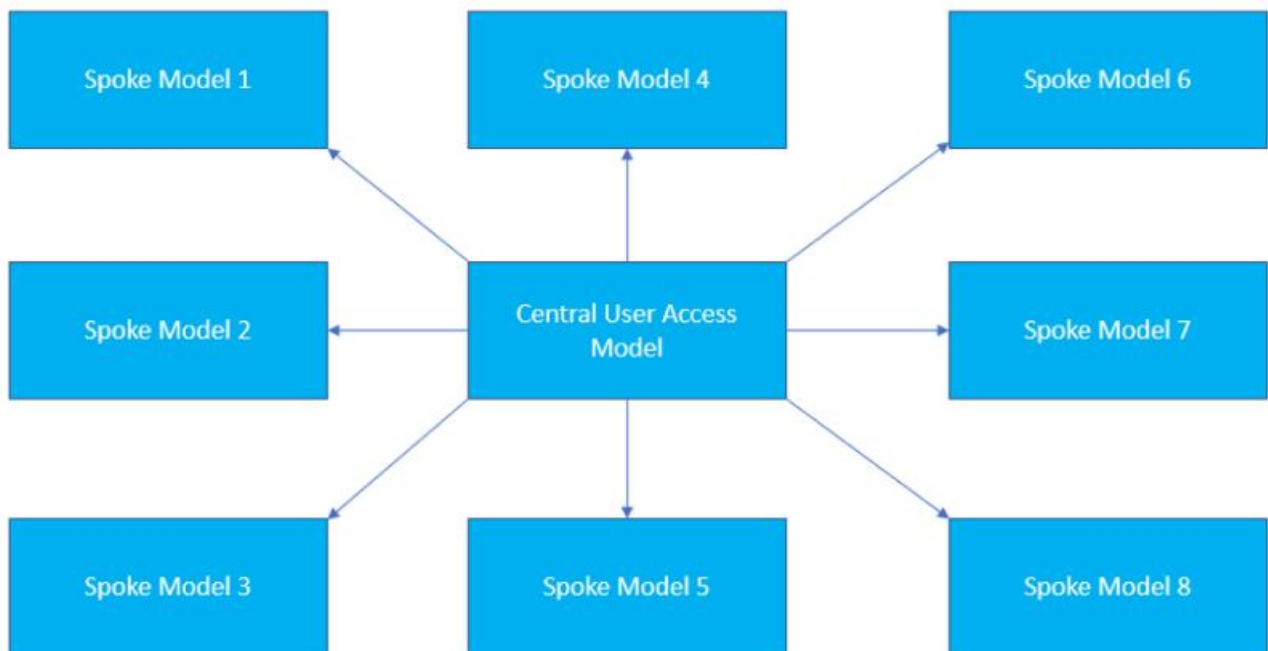 Spoke Model 1
Spoke Model 4
Spoke Model 6
Spoke Model 2
Central User Access
Model
Spoke Model 7
Spoke Model 3
Spoke Model 5
Spoke Model 8